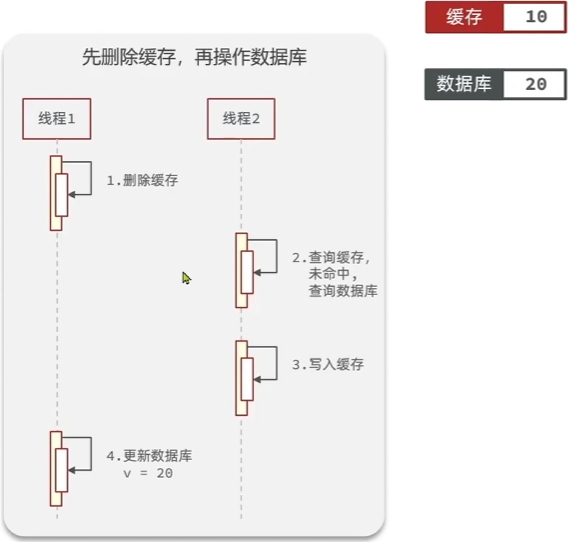 缓存 10
先删除缓存，再操作数据库
数据库 20
线程1
线程2
1.删除缓存
2.查询缓存，
未命中，
查询数据库
3.写入缓存
4.更新数据库
v = 20